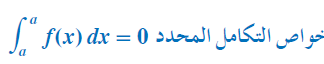 خواص التكامل المحدد ∫ₐᵃ f(x) dx = 0